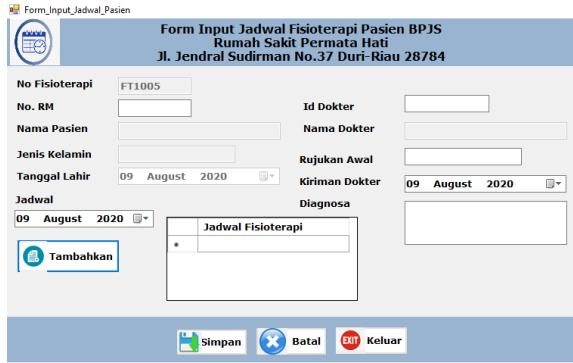 Form_Input_Jadwal_Pasien
Form Input Jadwal Fisioterapi Pasien BPJS
Rumah Sakit Permata Hati
Jl. Jendral Sudirman No.37 Duri-Riau 28784
No Fisioterapi FT1005
No. RM Id Dokter
Nama Pasien Nama Dokter
Jenis Kelamin Rujukan Awal
Tanggal Lahir 09 August 2020 Kiriman Dokter 09 August 2020
Jadwal Diagnosa
09 August 2020
Jadwal Fisioterapi
*
Tambahkan
Simpan Batal EXIT Keluar